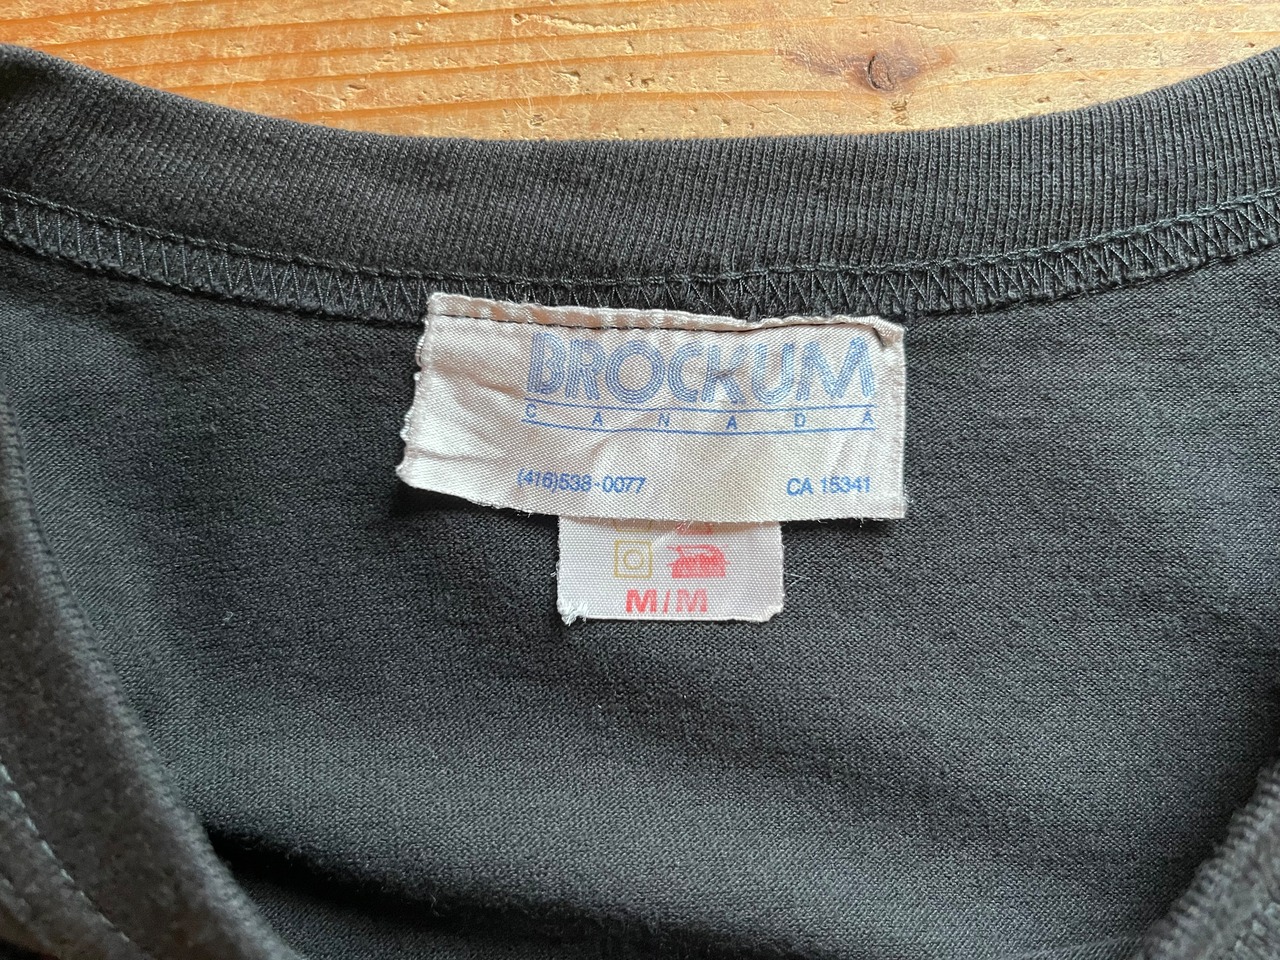 BROCKUM
CANADA
(416)538-0077 CA 15341
M/M